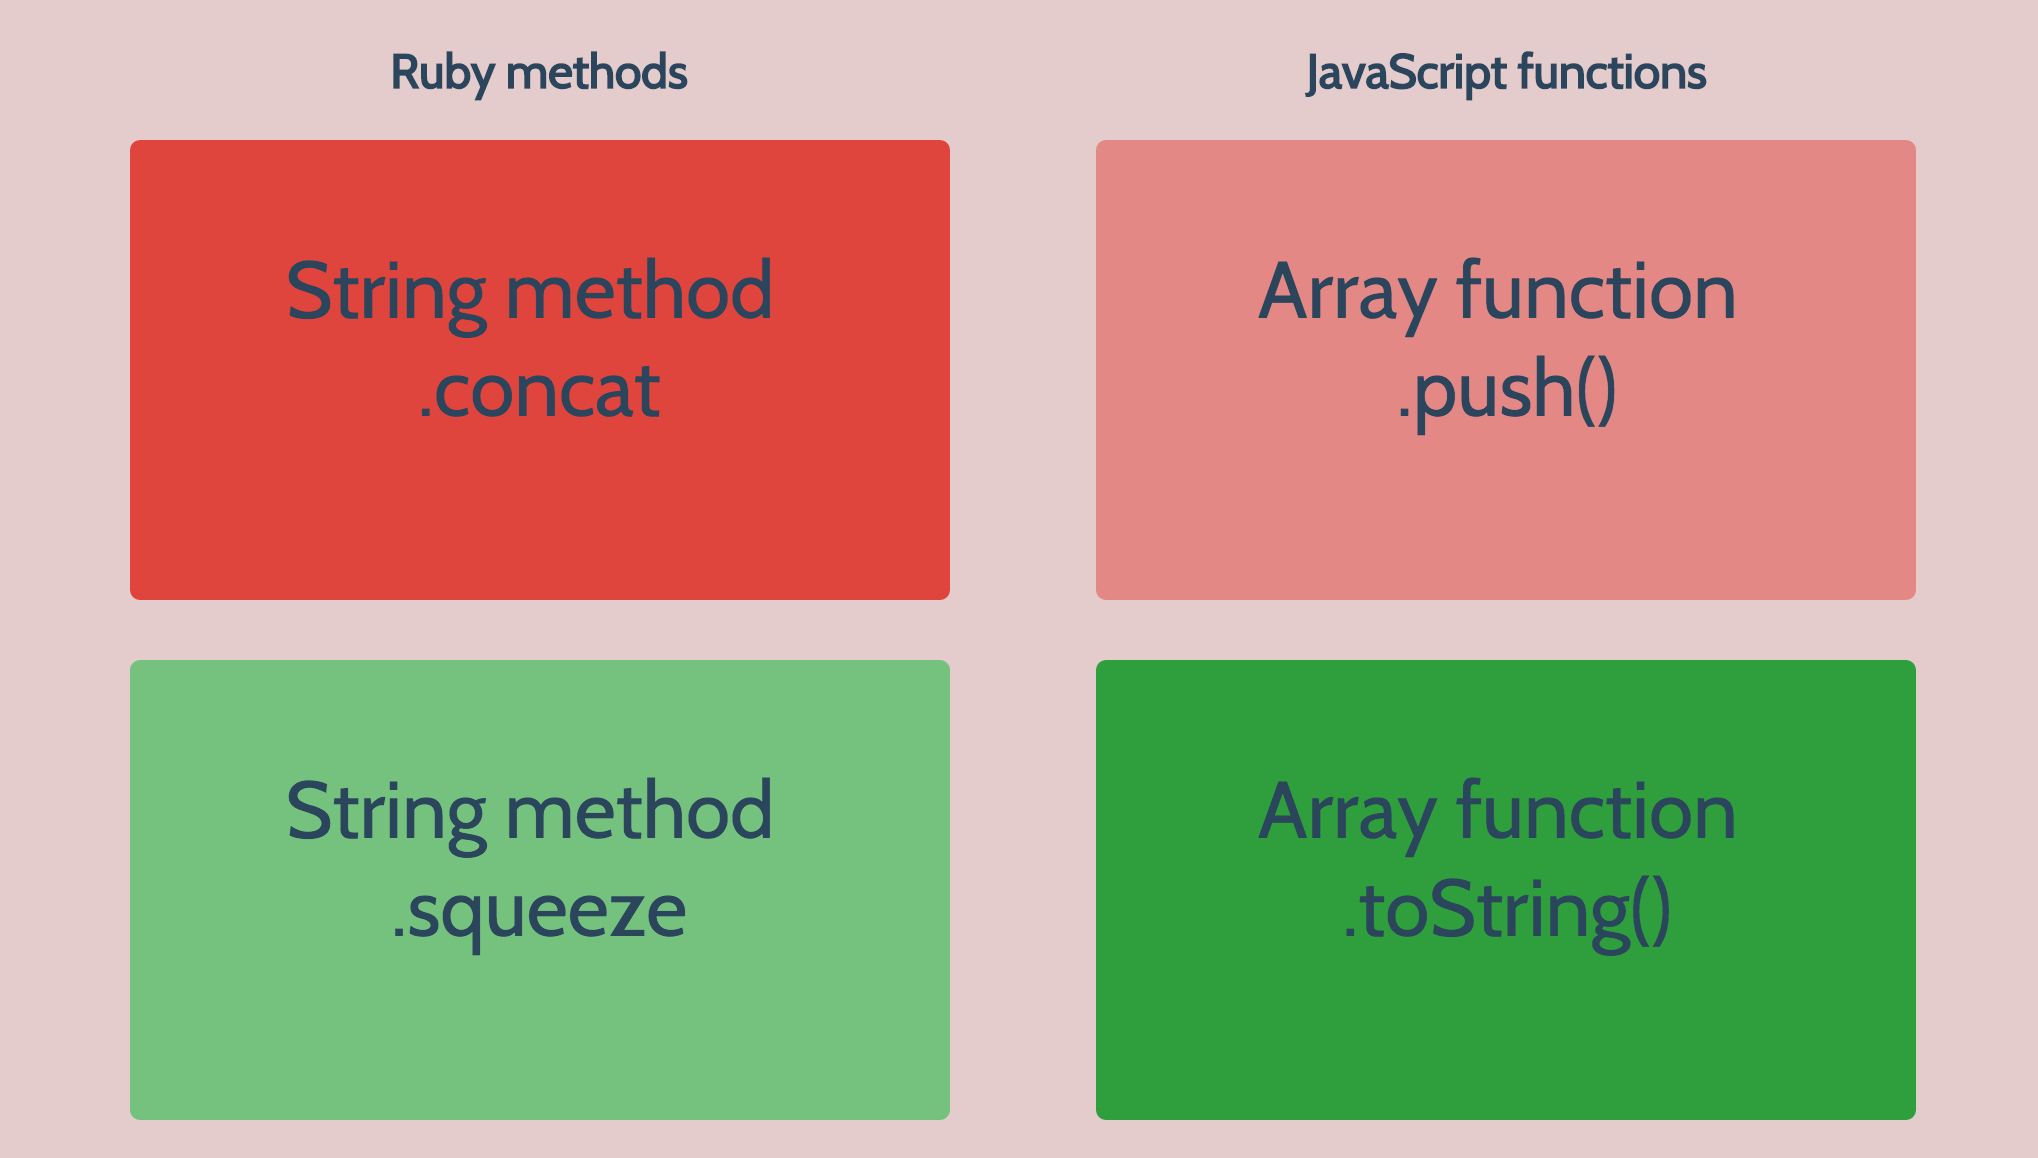 Ruby methods
JavaScript functions
String method
.concat
Array function
.push()
String method
.squeeze
Array function
.toString()